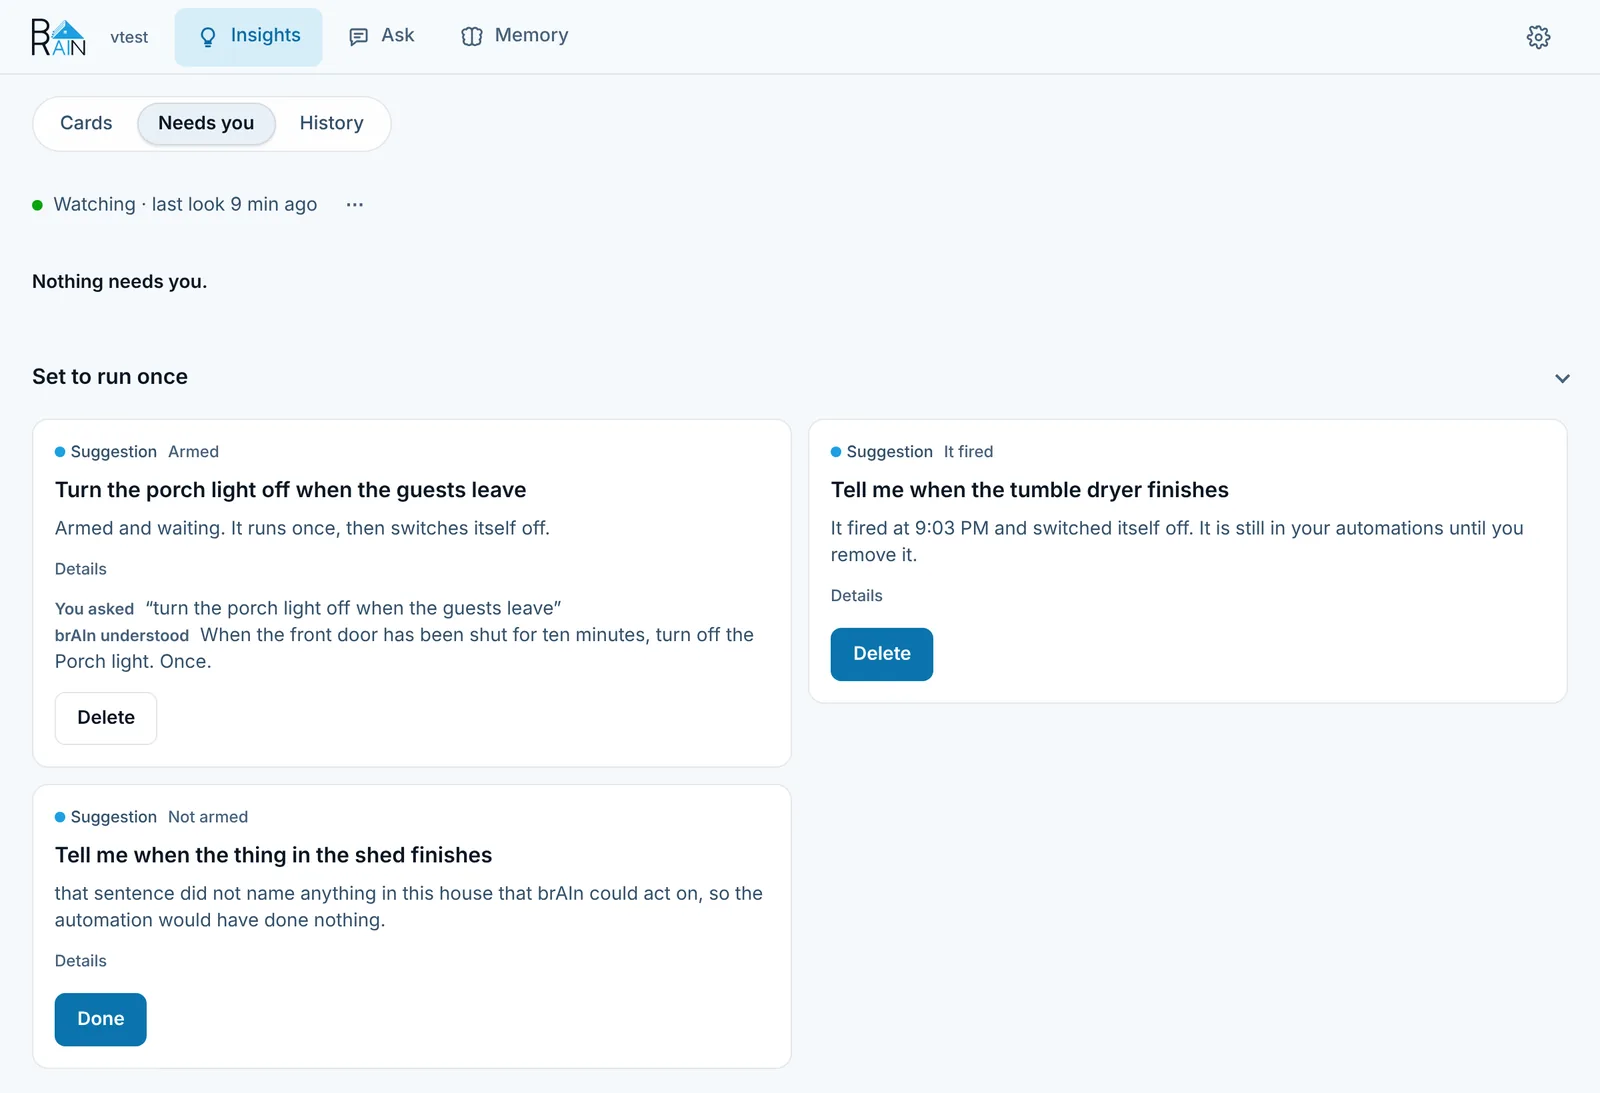 BRAIN vtest Insights Ask Memory
Cards Needs you History
Watching · last look 9 min ago ···
Nothing needs you.
Set to run once
Suggestion Armed
Turn the porch light off when the guests leave
Armed and waiting. It runs once, then switches itself off.
Details
You asked “turn the porch light off when the guests leave”
brAIn understood When the front door has been shut for ten minutes, turn off the
Porch light. Once.
Delete
Suggestion It fired
Tell me when the tumble dryer finishes
It fired at 9:03 PM and switched itself off. It is still in your automations until you
remove it.
Details
Delete
Suggestion Not armed
Tell me when the thing in the shed finishes
that sentence did not name anything in this house that brAIn could act on, so the
automation would have done nothing.
Details
Done